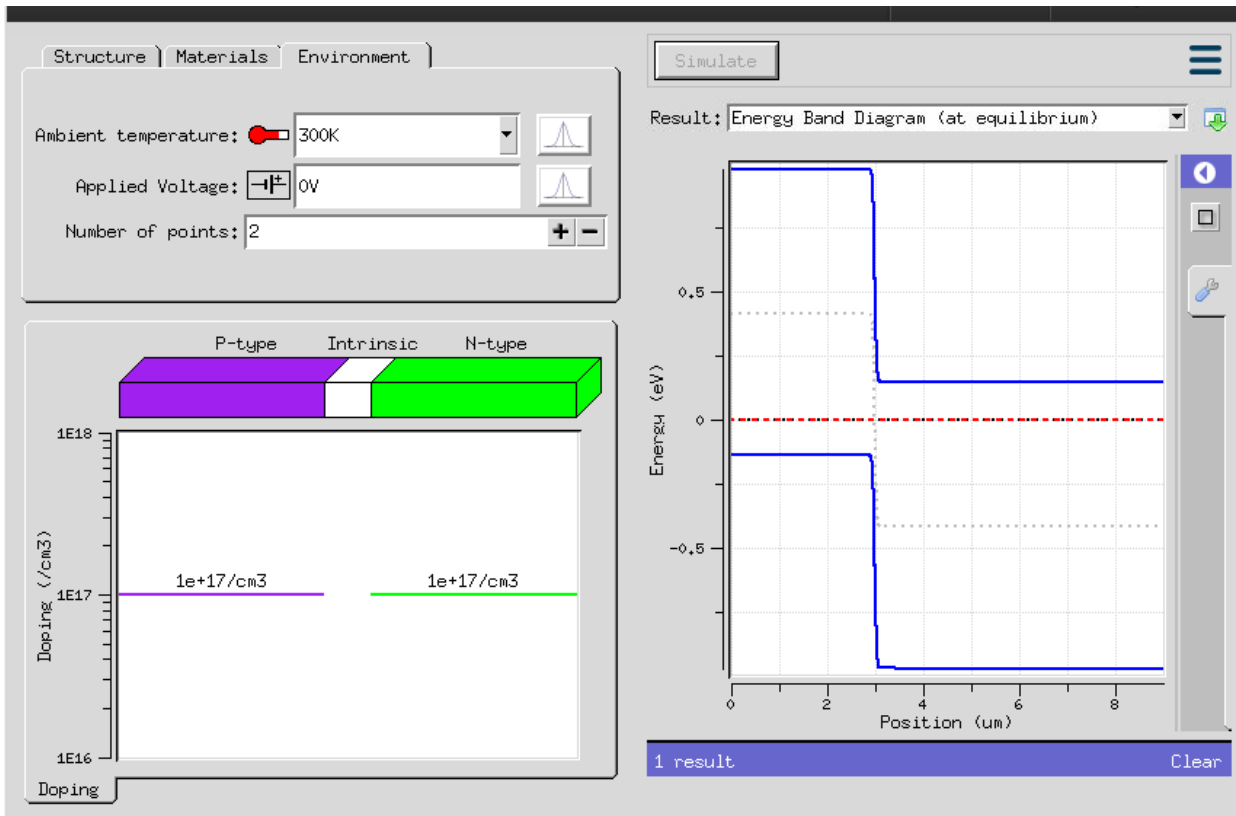 Structure
Materials
Environment
Ambient temperature:
300K
Applied Voltage:
0V
Number of points:
2
+
−
P-type
Intrinsic
N-type
1E18
1E17
1E16
Doping (/cm3)
1e+17/cm3
1e+17/cm3
Doping
Simulate
Result:
Energy Band Diagram (at equilibrium)
0.5
0
-0.5
Energy (eV)
0
2
4
6
8
Position (um)
1 result
Clear